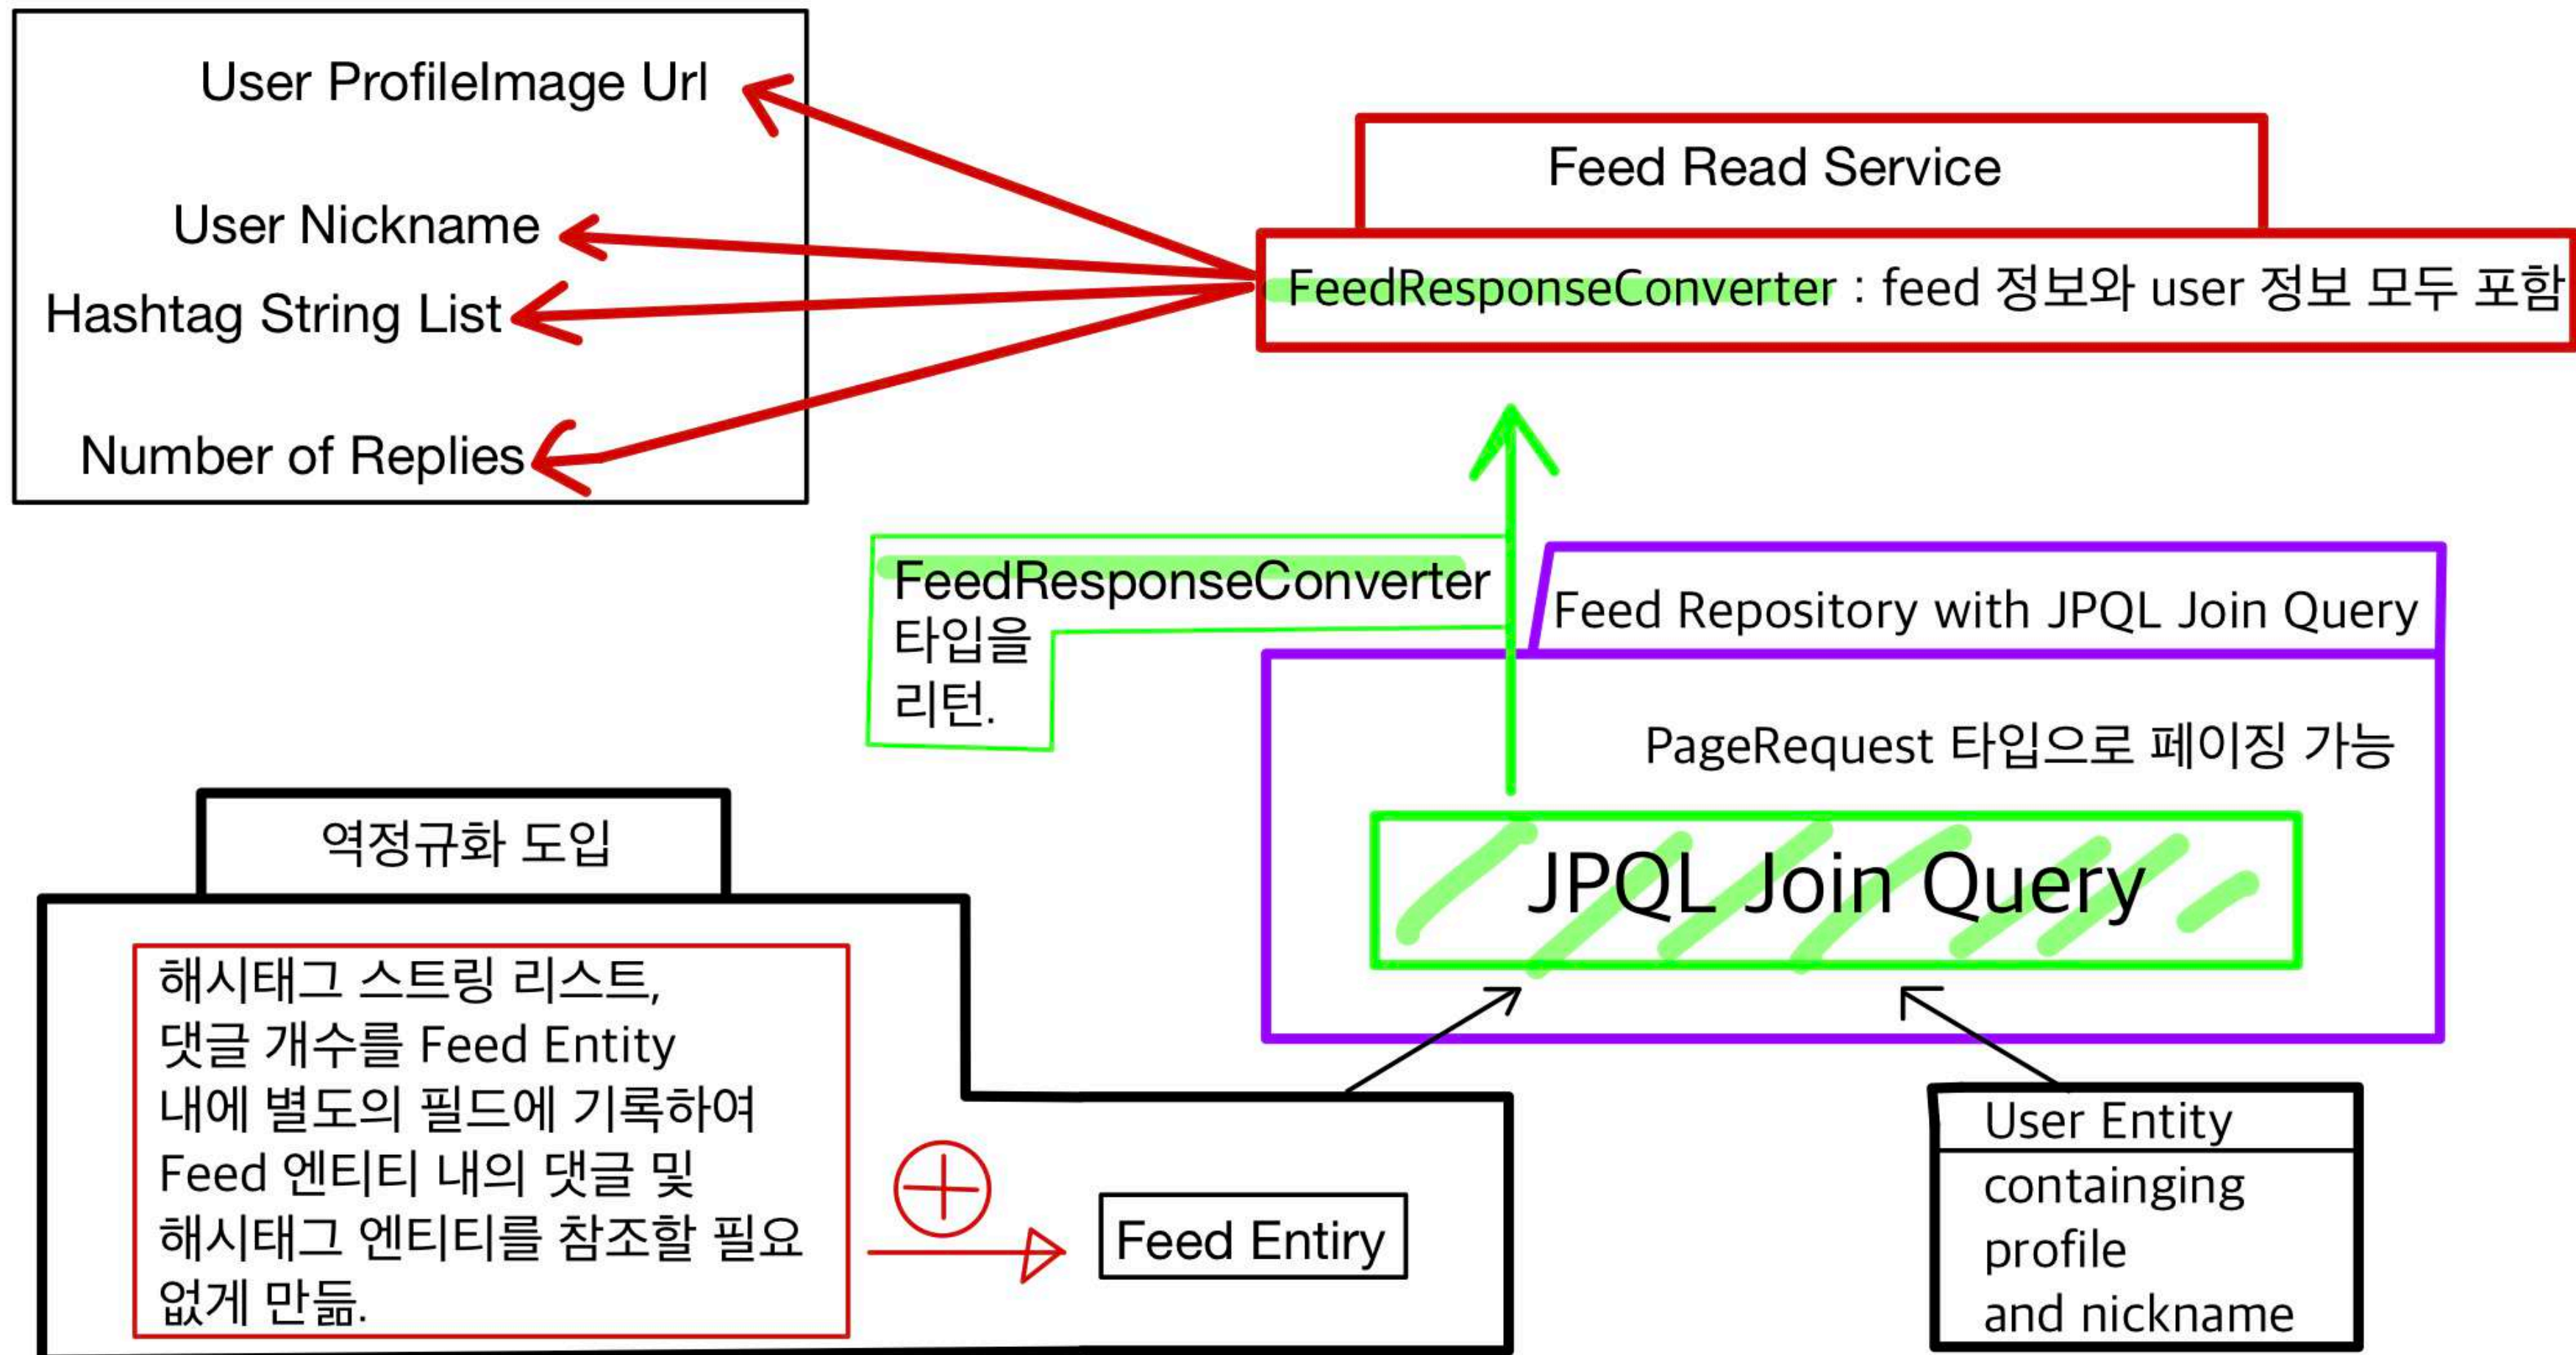 User ProfileImage Url
User Nickname
Hashtag String List
Number of Replies
Feed Read Service
FeedResponseConverter : feed 정보와 user 정보 모두 포함
FeedResponseConverter
타입을
리턴.
Feed Repository with JPQL Join Query
PageRequest 타입으로 페이징 가능
JPQL Join Query
역정규화 도입
해시태그 스트링 리스트,
댓글 개수를 Feed Entity
내에 별도의 필드에 기록하여
Feed 엔티티 내의 댓글 및
해시태그 엔티티를 참조할 필요
없게 만듦.
Feed Entiry
User Entity
containging
profile
and nickname